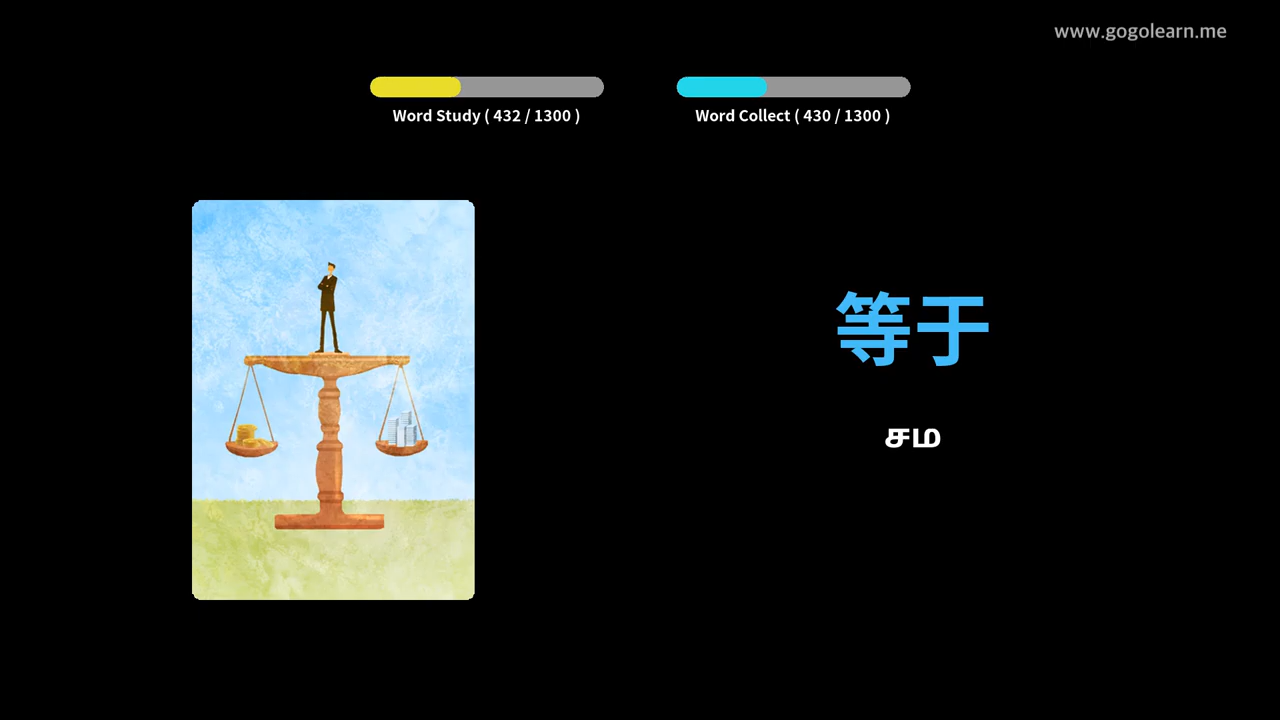 www.gogolearn.me
Word Study ( 432 / 1300 )
Word Collect ( 430 / 1300 )
等于
சம